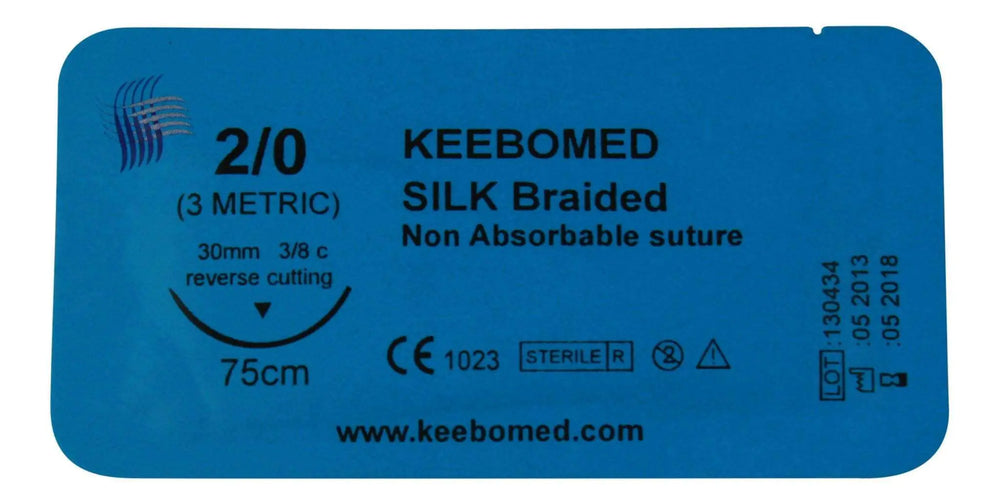 2/0
(3 METRIC)
30mm 3/8 c
reverse cutting
75cm
KEEBOMED
SILK Braided
Non Absorbable suture
CE 1023 STERILE R 2
www.keebomed.com
LOT :130434
:05 2013
:05 2018